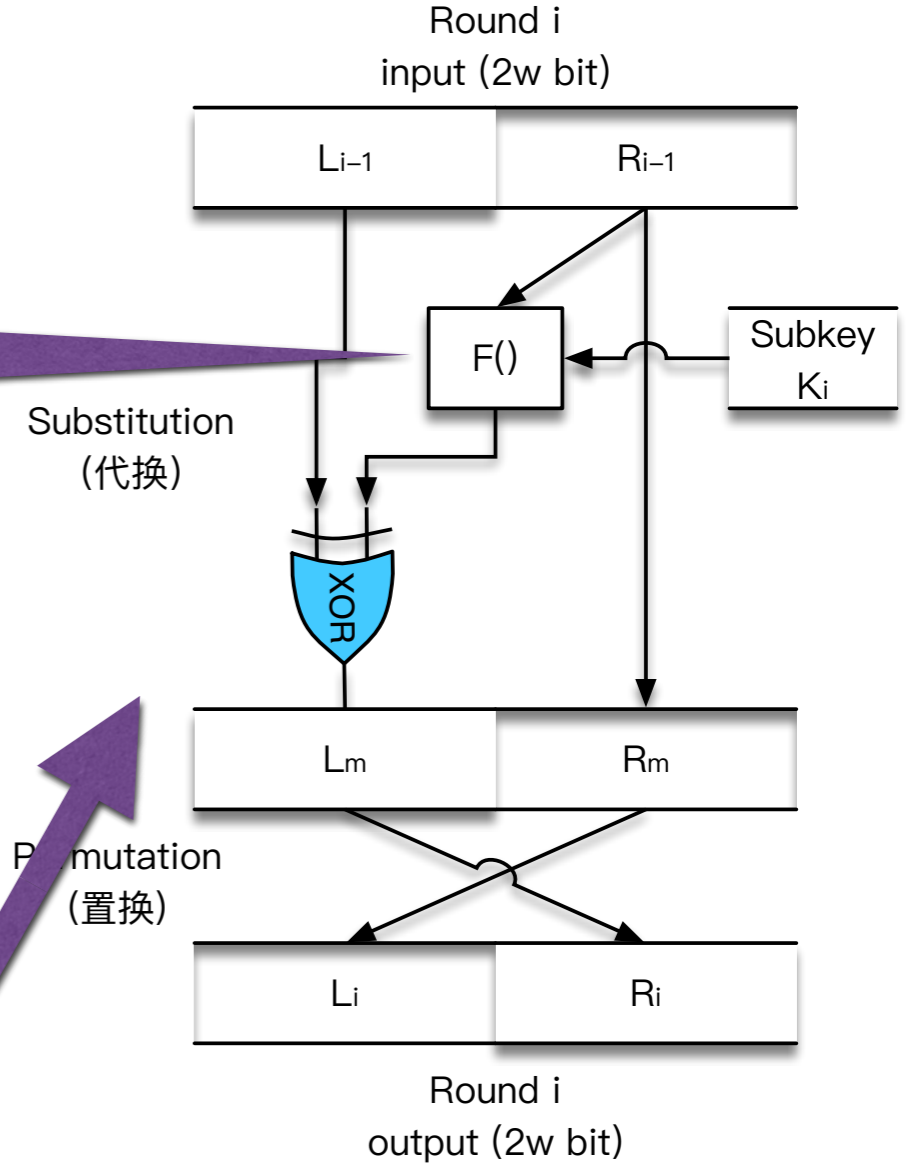 Round i
input (2w bit)
Li-1
Ri-1
F()
Subkey
Ki
Substitution
(代换)
XOR
Lm
Rm
P mutation
(置换)
Li
Ri
Round i
output (2w bit)